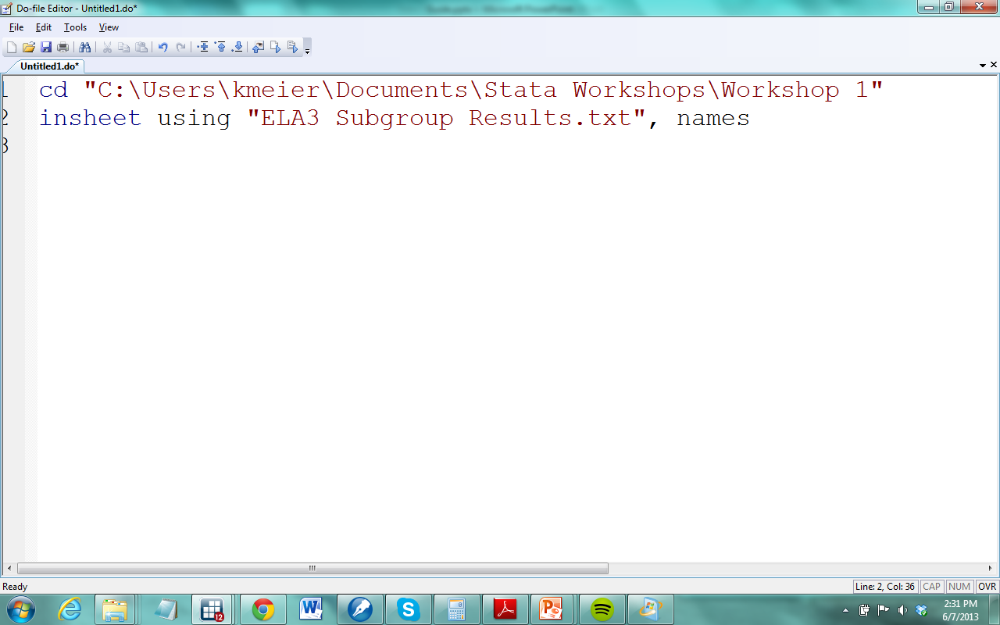 Do-file Editor - Untitled1.do*
File Edit Tools View
Untitled1.do*
1 cd "C:\Users\kmeier\Documents\Stata Workshops\Workshop 1"
2 insheet using "ELA3 Subgroup Results.txt", names
3
Ready
Line: 2, Col: 36 CAP NUM OVR
12
2:31 PM
6/7/2013